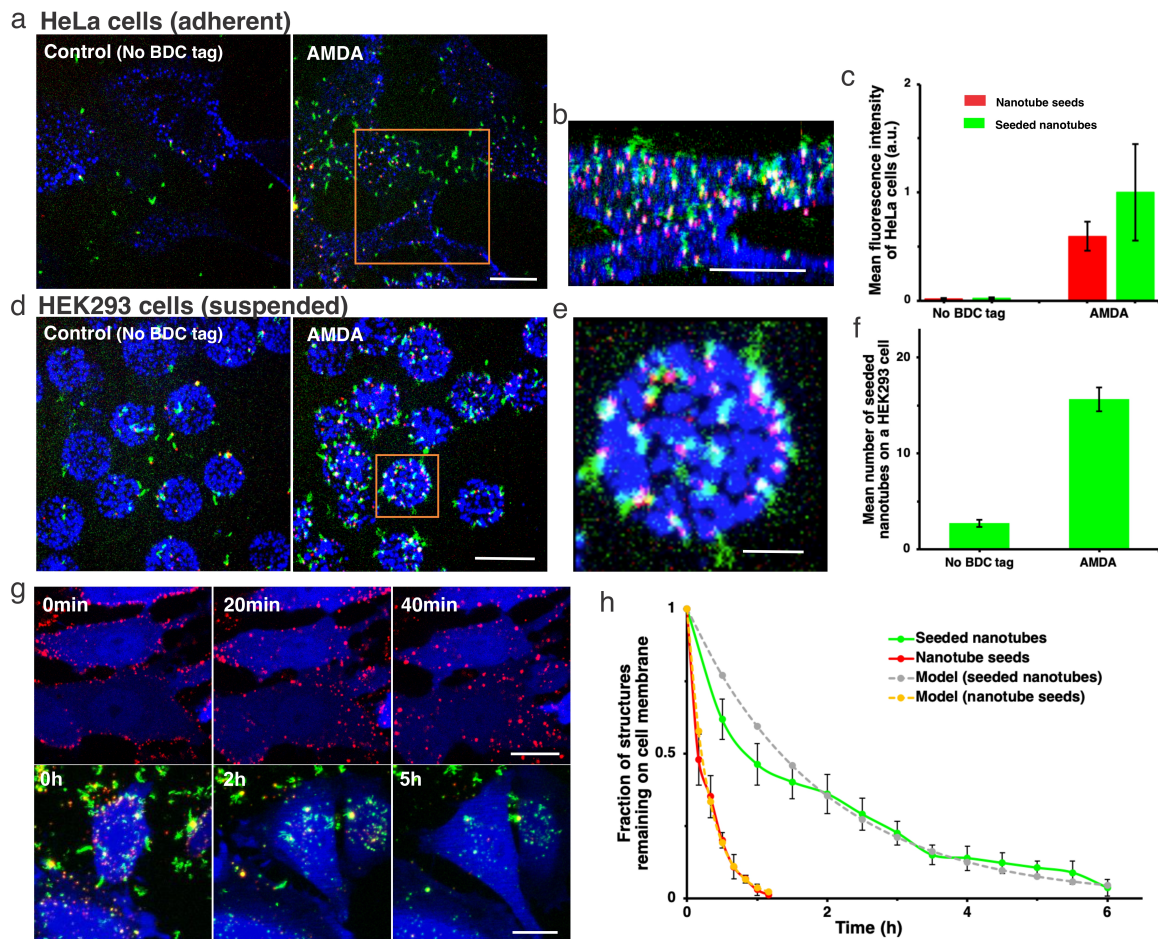 a HeLa cells (adherent)
Control (No BDC tag)
AMDA
b
c
Mean fluorescence intensity
of HeLa cells (a.u.)
2
1
0
Nanotube seeds
Seeded nanotubes
No BDC tag
AMDA
d HEK293 cells (suspended)
Control (No BDC tag)
AMDA
e
f
Mean number of seeded
nanotubes on a HEK293 cell
20
10
0
No BDC tag
AMDA
g
0min
20min
40min
0h
2h
5h
h
Fraction of structures
remaining on cell membrane
1
0.5
0
Seeded nanotubes
Nanotube seeds
Model (seeded nanotubes)
Model (nanotube seeds)
0
2
4
6
Time (h)